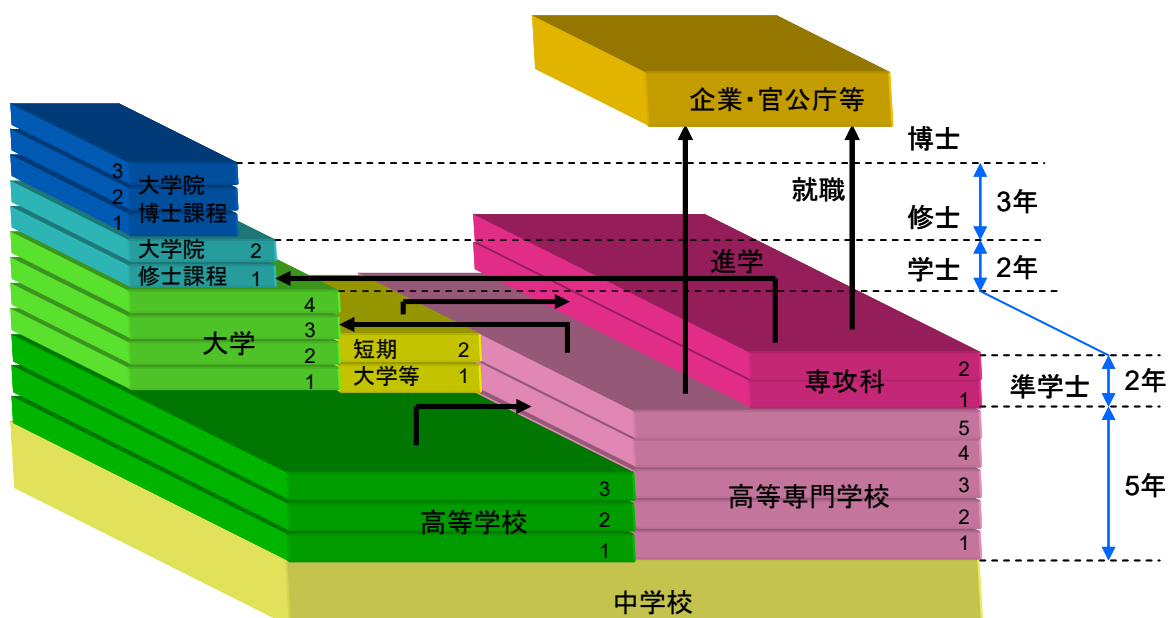 企業・官公庁等
博士
3
大学院
就職
3年
2
博士課程
修士
1
大学院
2
進学
学士
2年
修士課程
1
4
大学
3
短期
2
2
大学等
1
1
専攻科
2
1
準学士
2年
5
4
3
高等専門学校
3
5年
高等学校
2
2
1
1
中学校